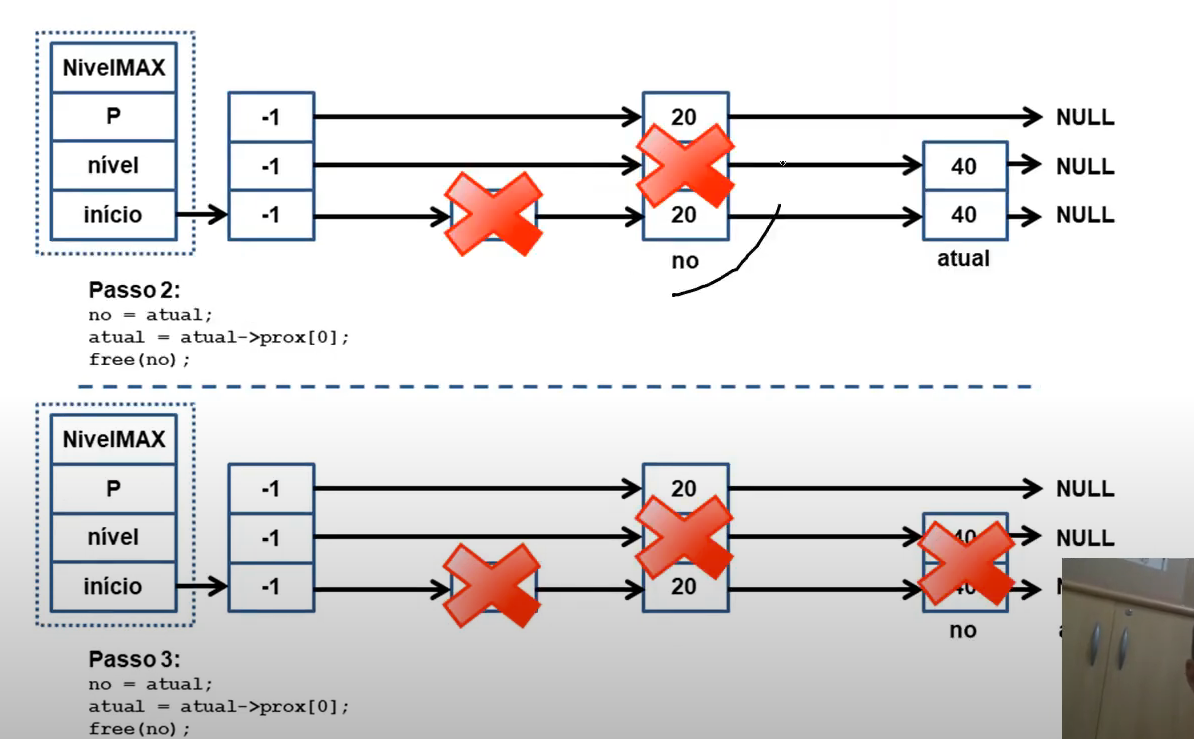 NivelMAX
P -1 20 NULL
nível -1 40 NULL
início -1 20 40 NULL
no atual
Passo 2:
no = atual;
atual = atual->prox[0];
free(no);
NivelMAX
P -1 20 NULL
nível -1 40 NULL
início -1 20 40
no
Passo 3:
no = atual;
atual = atual->prox[0];
free(no);